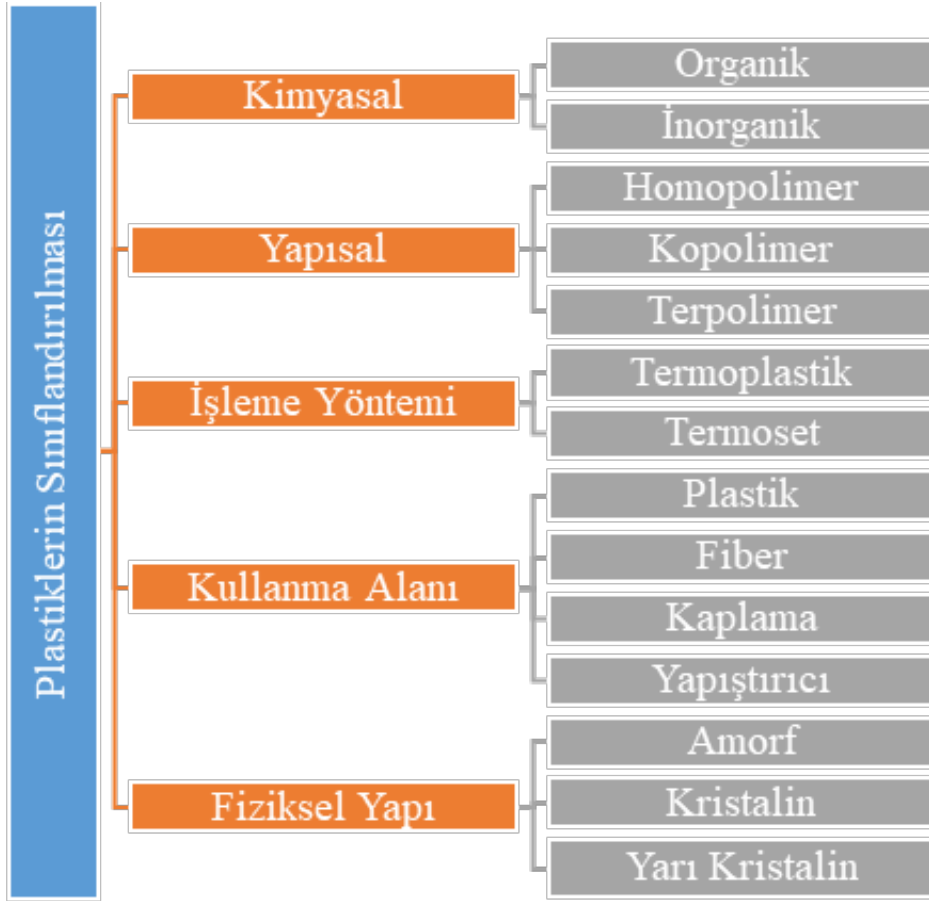 Plastiklerin Sınıflandırılması
Kimyasal
Organik
İnorganik
Yapısal
Homopolimer
Kopolimer
Terpolimer
İşleme Yöntemi
Termoplastik
Termoset
Kullanma Alanı
Plastik
Fiber
Kaplama
Yapıştırıcı
Fiziksel Yapı
Amorf
Kristalin
Yarı Kristalin